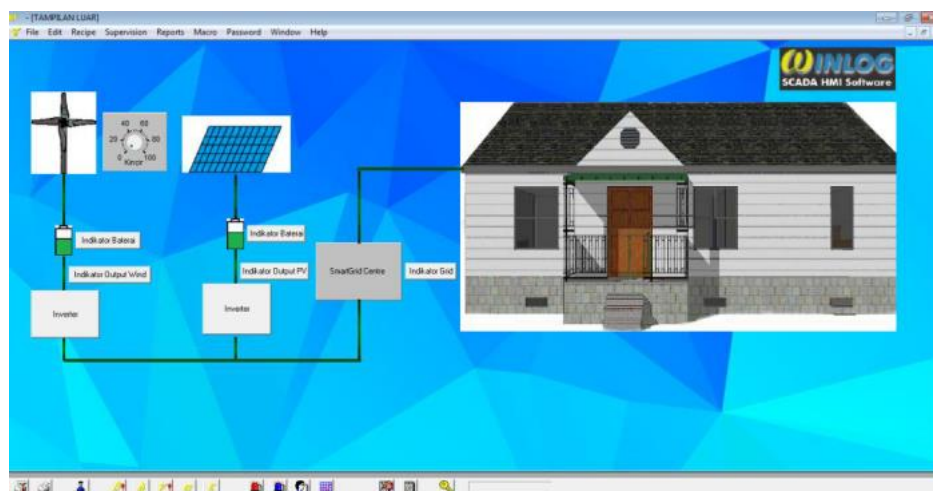 - [TAMPILAN LUAR]
File Edit Recipe Supervision Reports Macro Password Window Help
WINLOG
SCADA HMI Software
40 60
20 80
0 100
Indikator Baterai
Indikator Baterai
Indikator Output Wind
Indikator Output PV
SmartGrid Centre
Indikator Grid
Inverter
Inverter